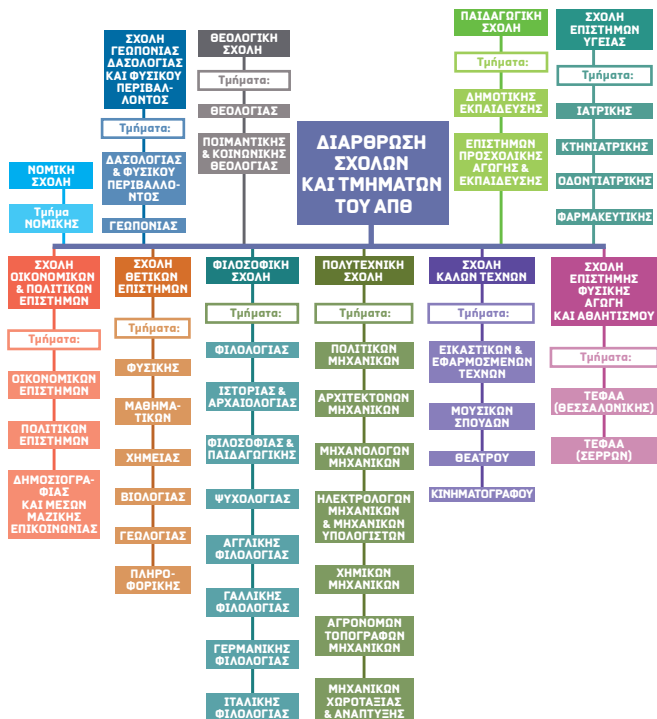 ΔΙΑΡΘΡΩΣΗ
ΣΧΟΛΩΝ
ΚΑΙ ΤΜΗΜΑΤΩΝ
ΤΟΥ ΑΠΘ
ΝΟΜΙΚΗ
ΣΧΟΛΗ
Τμήμα
ΝΟΜΙΚΗΣ
ΣΧΟΛΗ
ΓΕΩΠΟΝΙΑΣ
ΔΑΣΟΛΟΓΙΑΣ
ΚΑΙ ΦΥΣΙΚΟΥ
ΠΕΡΙΒΑΛ-
ΛΟΝΤΟΣ
Τμήματα:
ΔΑΣΟΛΟΓΙΑΣ
& ΦΥΣΙΚΟΥ
ΠΕΡΙΒΑΛΛΟ-
ΝΤΟΣ
ΓΕΩΠΟΝΙΑΣ
ΘΕΟΛΟΓΙΚΗ
ΣΧΟΛΗ
Τμήματα:
ΘΕΟΛΟΓΙΑΣ
ΠΟΙΜΑΝΤΙΚΗΣ
& ΚΟΙΝΩΝΙΚΗΣ
ΘΕΟΛΟΓΙΑΣ
ΠΑΙΔΑΓΩΓΙΚΗ
ΣΧΟΛΗ
Τμήματα:
ΔΗΜΟΤΙΚΗΣ
ΕΚΠΑΙΔΕΥΣΗΣ
ΕΠΙΣΤΗΜΩΝ
ΠΡΟΣΧΟΛΙΚΗΣ
ΑΓΩΓΗΣ &
ΕΚΠΑΙΔΕΥΣΗΣ
ΣΧΟΛΗ
ΕΠΙΣΤΗΜΩΝ
ΥΓΕΙΑΣ
Τμήματα:
ΙΑΤΡΙΚΗΣ
ΚΤΗΝΙΑΤΡΙΚΗΣ
ΟΔΟΝΤΙΑΤΡΙΚΗΣ
ΦΑΡΜΑΚΕΥΤΙΚΗΣ
ΣΧΟΛΗ
ΟΙΚΟΝΟΜΙΚΩΝ
& ΠΟΛΙΤΙΚΩΝ
ΕΠΙΣΤΗΜΩΝ
Τμήματα:
ΟΙΚΟΝΟΜΙΚΩΝ
ΕΠΙΣΤΗΜΩΝ
ΠΟΛΙΤΙΚΩΝ
ΕΠΙΣΤΗΜΩΝ
ΔΗΜΟΣΙΟΓΡΑ-
ΦΙΑΣ
ΚΑΙ ΜΕΣΩΝ
ΜΑΖΙΚΗΣ
ΕΠΙΚΟΙΝΩΝΙΑΣ
ΣΧΟΛΗ
ΘΕΤΙΚΩΝ
ΕΠΙΣΤΗΜΩΝ
Τμήματα:
ΦΥΣΙΚΗΣ
ΜΑΘΗΜΑ-
ΤΙΚΩΝ
ΧΗΜΕΙΑΣ
ΒΙΟΛΟΓΙΑΣ
ΓΕΩΛΟΓΙΑΣ
ΠΛΗΡΟ-
ΦΟΡΙΚΗΣ
ΦΙΛΟΣΟΦΙΚΗ
ΣΧΟΛΗ
Τμήματα:
ΦΙΛΟΛΟΓΙΑΣ
ΙΣΤΟΡΙΑΣ &
ΑΡΧΑΙΟΛΟΓΙΑΣ
ΦΙΛΟΣΟΦΙΑΣ &
ΠΑΙΔΑΓΩΓΙΚΗΣ
ΨΥΧΟΛΟΓΙΑΣ
ΑΓΓΛΙΚΗΣ
ΦΙΛΟΛΟΓΙΑΣ
ΓΑΛΛΙΚΗΣ
ΦΙΛΟΛΟΓΙΑΣ
ΓΕΡΜΑΝΙΚΗΣ
ΦΙΛΟΛΟΓΙΑΣ
ΙΤΑΛΙΚΗΣ
ΦΙΛΟΛΟΓΙΑΣ
ΠΟΛΥΤΕΧΝΙΚΗ
ΣΧΟΛΗ
Τμήματα:
ΠΟΛΙΤΙΚΩΝ
ΜΗΧΑΝΙΚΩΝ
ΑΡΧΙΤΕΚΤΟΝΩΝ
ΜΗΧΑΝΙΚΩΝ
ΜΗΧΑΝΟΛΟΓΩΝ
ΜΗΧΑΝΙΚΩΝ
ΗΛΕΚΤΡΟΛΟΓΩΝ
ΜΗΧΑΝΙΚΩΝ
& ΜΗΧΑΝΙΚΩΝ
ΥΠΟΛΟΓΙΣΤΩΝ
ΧΗΜΙΚΩΝ
ΜΗΧΑΝΙΚΩΝ
ΑΓΡΟΝΟΜΩΝ
ΤΟΠΟΓΡΑΦΩΝ
ΜΗΧΑΝΙΚΩΝ
ΜΗΧΑΝΙΚΩΝ
ΧΩΡΟΤΑΞΙΑΣ
& ΑΝΑΠΤΥΞΗΣ
ΣΧΟΛΗ
ΚΑΛΩΝ ΤΕΧΝΩΝ
Τμήματα:
ΕΙΚΑΣΤΙΚΩΝ &
ΕΦΑΡΜΟΣΜΕΝΩΝ
ΤΕΧΝΩΝ
ΜΟΥΣΙΚΩΝ
ΣΠΟΥΔΩΝ
ΘΕΑΤΡΟΥ
ΚΙΝΗΜΑΤΟΓΡΑΦΟΥ
ΣΧΟΛΗ
ΕΠΙΣΤΗΜΗΣ
ΦΥΣΙΚΗΣ
ΑΓΩΓΗ
ΚΑΙ ΑΘΛΗΤΙΣΜΟΥ
Τμήματα:
ΤΕΦΑΑ
(ΘΕΣΣΑΛΟΝΙΚΗΣ)
ΤΕΦΑΑ
(ΣΕΡΡΩΝ)